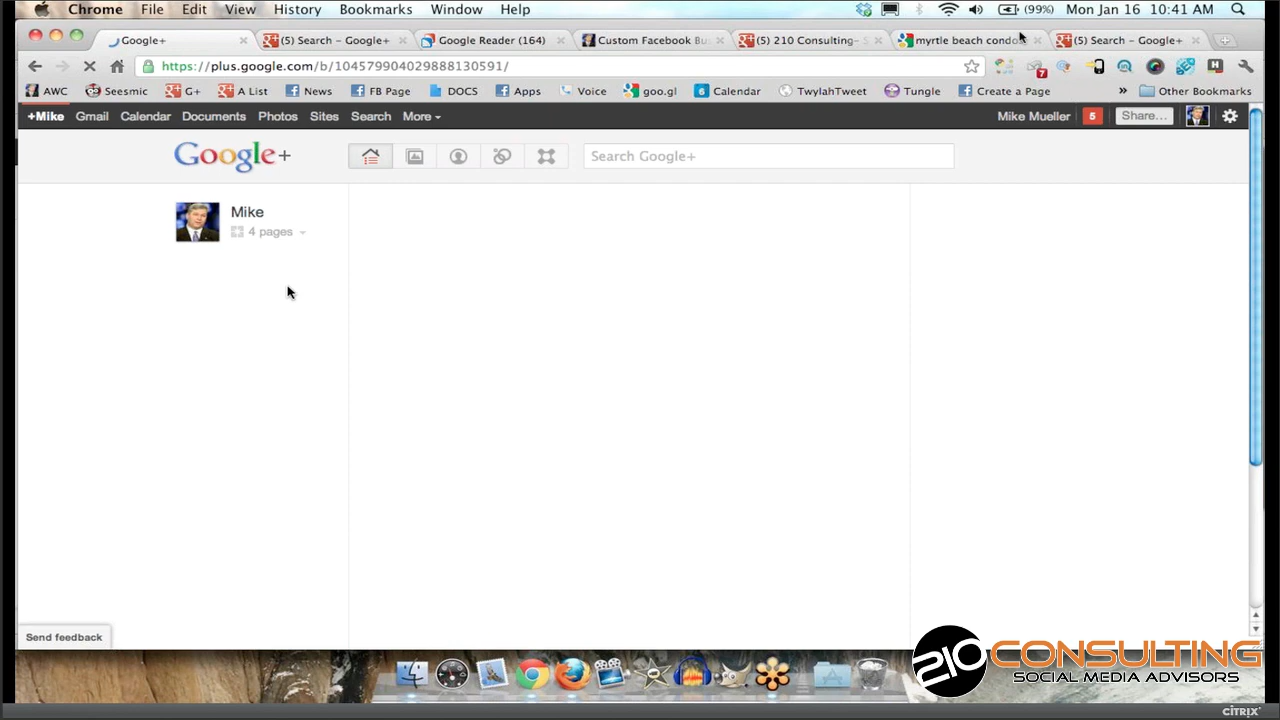 Chrome File Edit View History Bookmarks Window Help (99%) Mon Jan 16 10:41 AM
Google+ (5) Search – Google+ Google Reader (164) Custom Facebook Bu (5) 210 Consulting– S myrtle beach condo (5) Search – Google+
https://plus.google.com/b/104579904029888130591/ 7
AWC Seesmic G+ A List News FB Page DOCS Apps Voice goo.gl 6 Calendar TwylahTweet Tungle Create a Page » Other Bookmarks
+Mike Gmail Calendar Documents Photos Sites Search More Mike Mueller 5 Share...
Google+ Search Google+
Mike
4 pages
Send feedback
210 CONSULTING
SOCIAL MEDIA ADVISORS
CITRIX